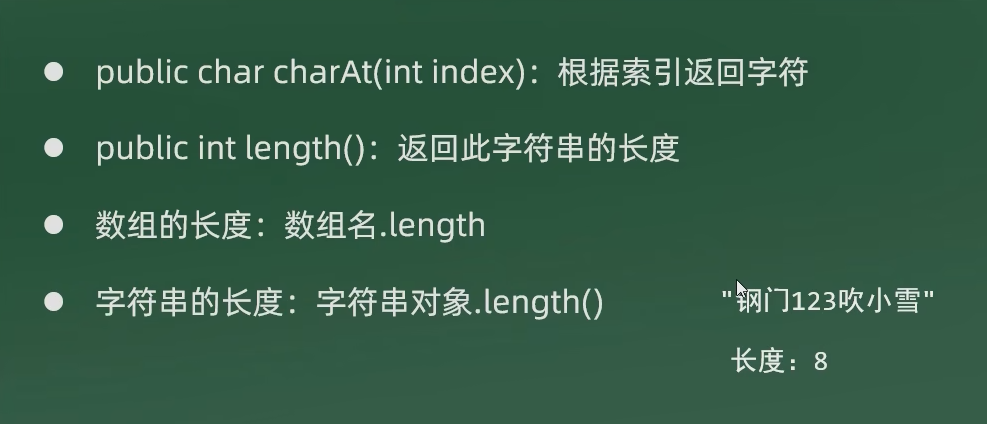 ● public char charAt(int index)：根据索引返回字符
● public int length()：返回此字符串的长度
● 数组的长度：数组名.length
● 字符串的长度：字符串对象.length()
"钢门123吹小雪"
长度：8